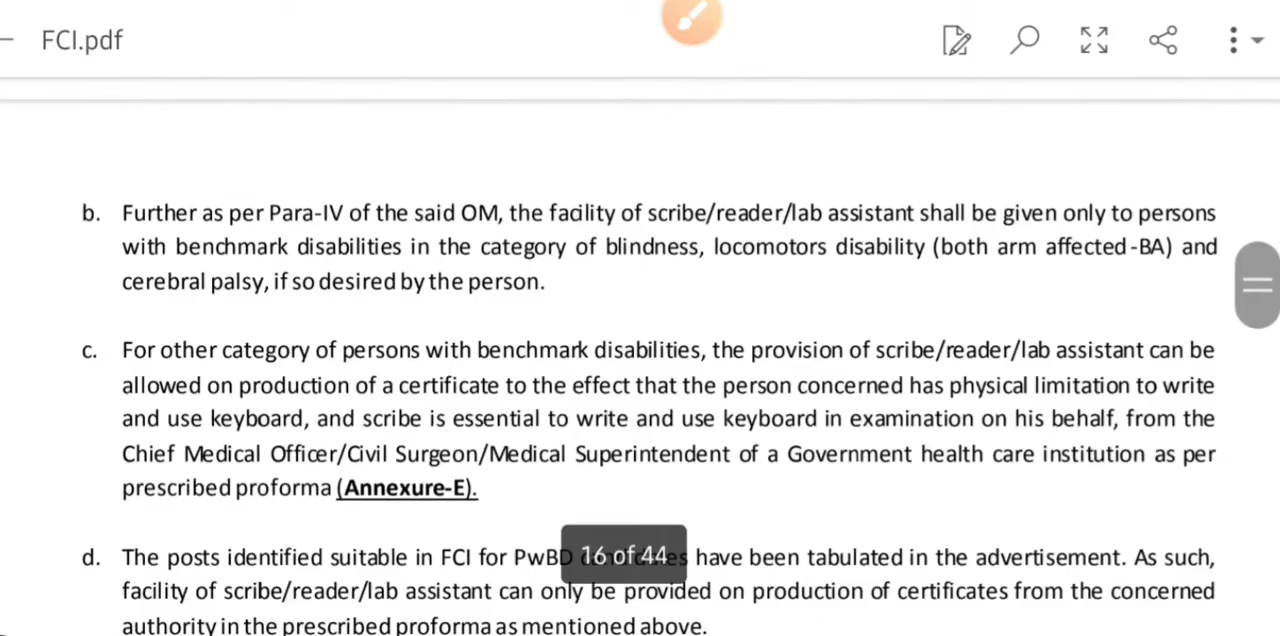 FCI.pdf
b. Further as per Para-IV of the said OM, the facility of scribe/reader/lab assistant shall be given only to persons
with benchmark disabilities in the category of blindness, locomotors disability (both arm affected-BA) and
cerebral palsy, if so desired by the person.
c. For other category of persons with benchmark disabilities, the provision of scribe/reader/lab assistant can be
allowed on production of a certificate to the effect that the person concerned has physical limitation to write
and use keyboard, and scribe is essential to write and use keyboard in examination on his behalf, from the
Chief Medical Officer/Civil Surgeon/Medical Superintendent of a Government health care institution as per
prescribed proforma (Annexure-E).
d. The posts identified suitable in FCI for PwBD have been tabulated in the advertisement. As such,
16 of 44
facility of scribe/reader/lab assistant can only be provided on production of certificates from the concerned
authority in the prescribed proforma as mentioned above.